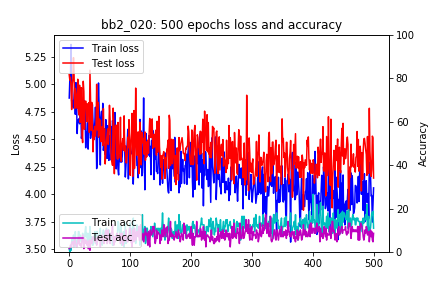 bb2_020: 500 epochs loss and accuracy
Train loss
Test loss
Train acc
Test acc
Loss
5.25
5.00
4.75
4.50
4.25
4.00
3.75
3.50
Accuracy
100
80
60
40
20
0
0
100
200
300
400
500